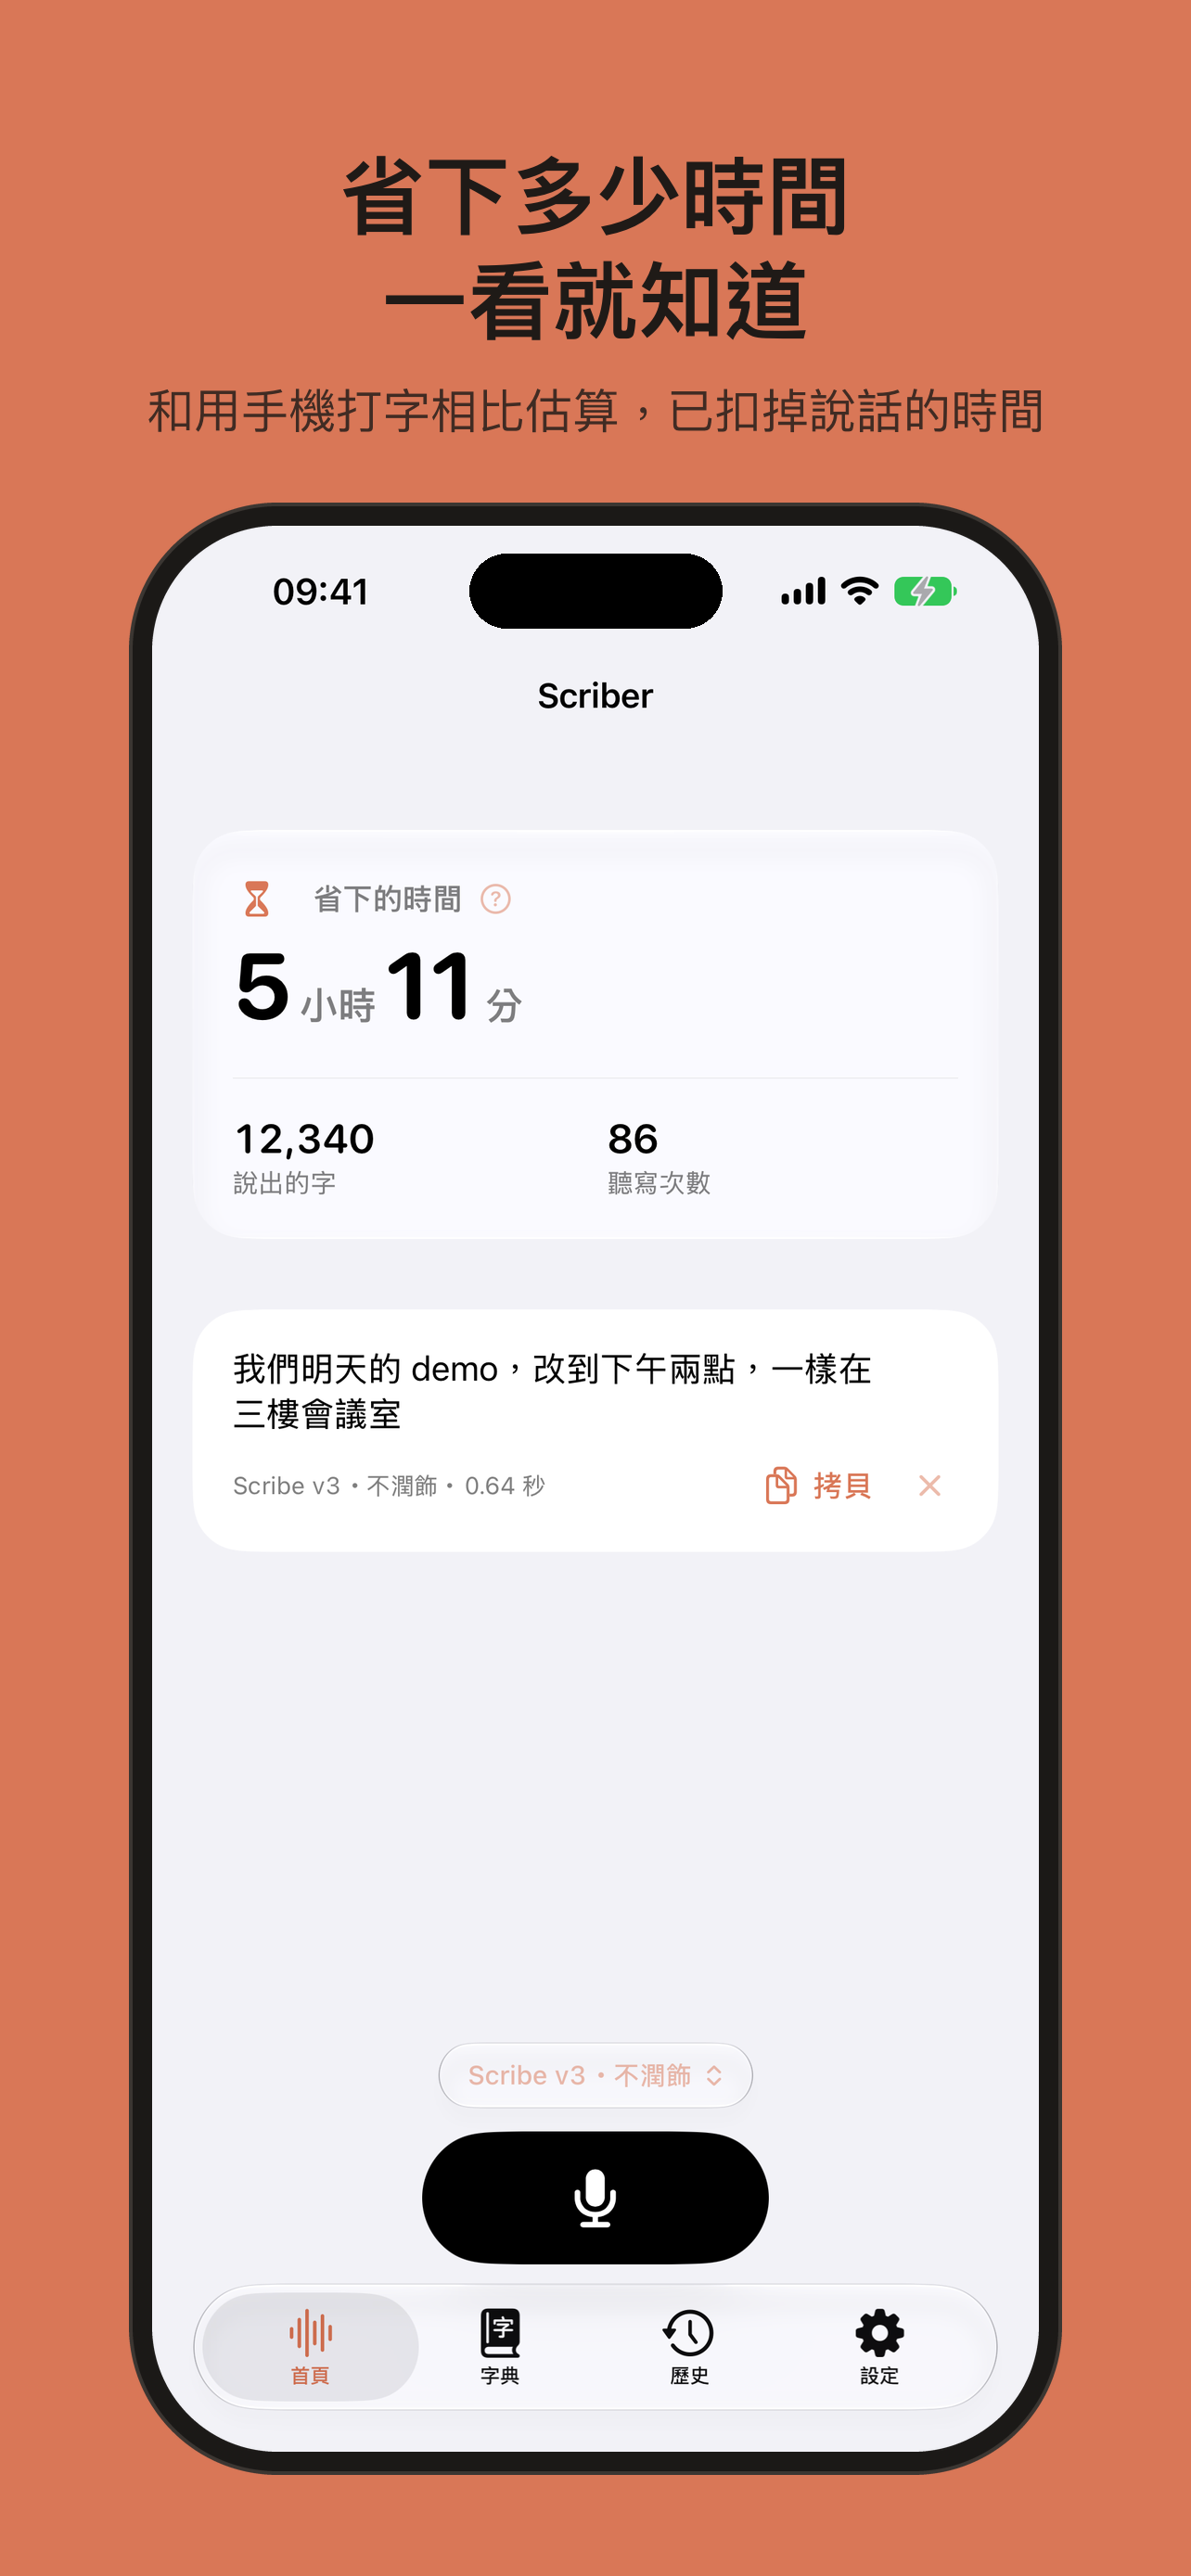 省下多少時間
一看就知道
和用手機打字相比估算，已扣掉說話的時間
09:41
Scriber
省下的時間 ?
5 小時 11 分
12,340
說出的字
86
聽寫次數
我們明天的 demo，改到下午兩點，一樣在
三樓會議室
Scribe v3・不潤飾・0.64 秒
拷貝
Scribe v3・不潤飾
字
首頁
字典
歷史
設定